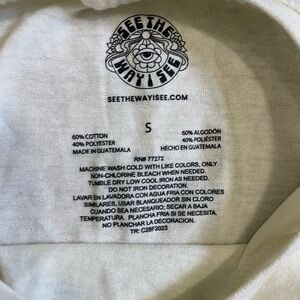 SEE THE
WAY I SEE
SEETHEWAYISEE.COM
S
60% COTTON
40% POLYESTER
MADE IN GUATEMALA
60% ALGODÓN
40% POLIÉSTER
HECHO EN GUATEMALA
RN# 77272
MACHINE WASH COLD WITH LIKE COLORS, ONLY
NON-CHLORINE BLEACH WHEN NEEDED.
TUMBLE DRY LOW COOL IRON AS NEEDED.
DO NOT IRON DECORATION.
LAVAR EN LAVADORA CON AGUA FRIA CON COLORES
SIMILARES, USAR BLANQUEADOR SIN CLORO
CUANDO SEA NECESARIO; SECAR A BAJA
TEMPERATURA. PLANCHA FRIA SI SE NECESITA,
NO PLANCHAR LA DECORACION.
TR: C28F2023